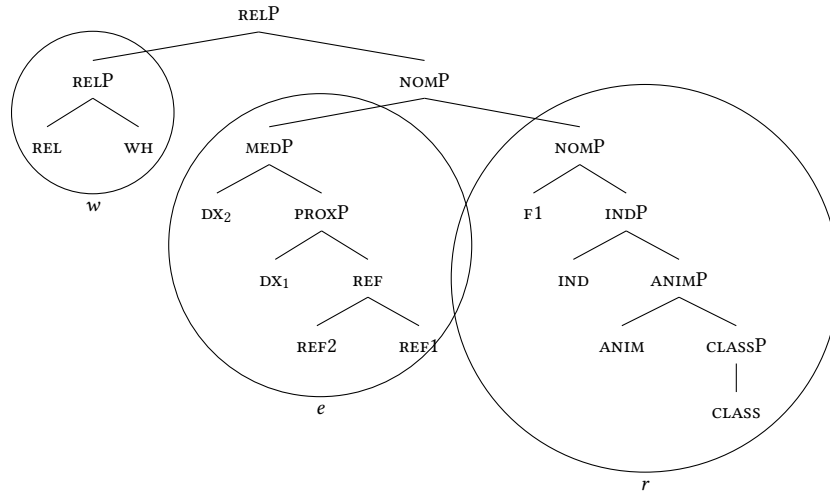 RELP
RELP NOMP
REL WH MEDP NOMP
w DX2 PROXP F1 INDP
DX1 REF IND ANIMP
REF2 REF1 ANIM CLASSP
e CLASS
r